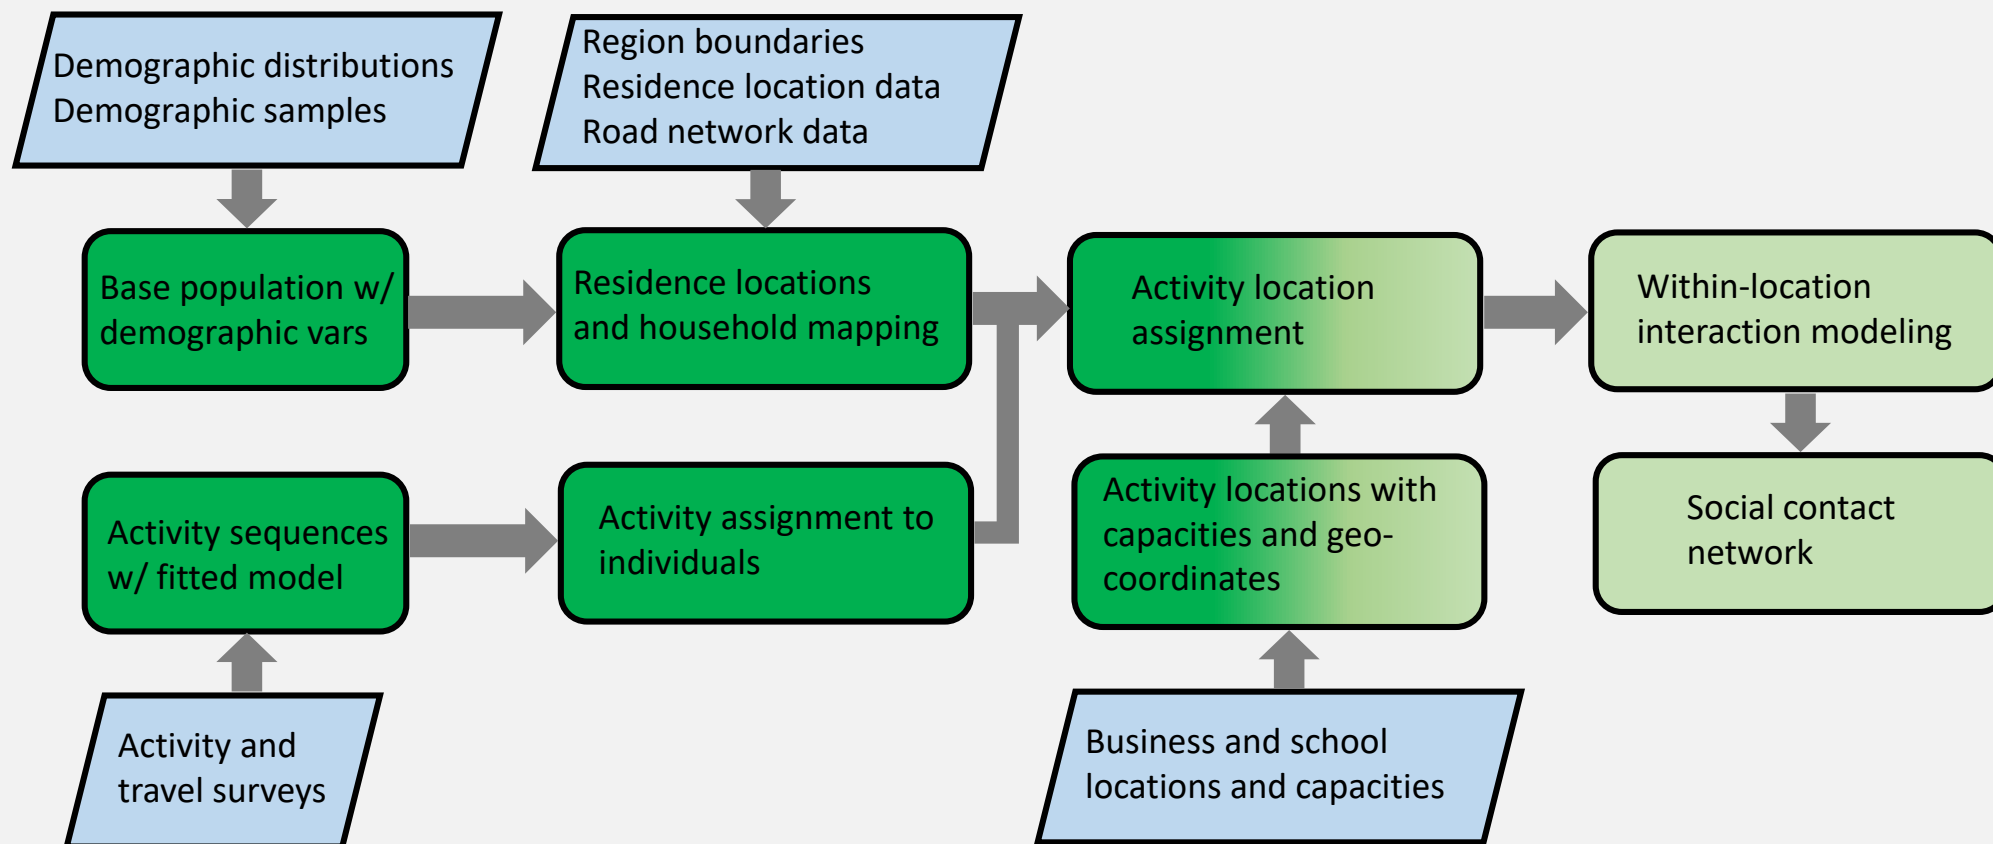 Demographic distributions
Demographic samples
Region boundaries
Residence location data
Road network data
Base population w/
demographic vars
Residence locations
and household mapping
Activity location
assignment
Within-location
interaction modeling
Activity sequences
w/ fitted model
Activity assignment to
individuals
Activity locations with
capacities and geo-
coordinates
Social contact
network
Activity and
travel surveys
Business and school
locations and capacities